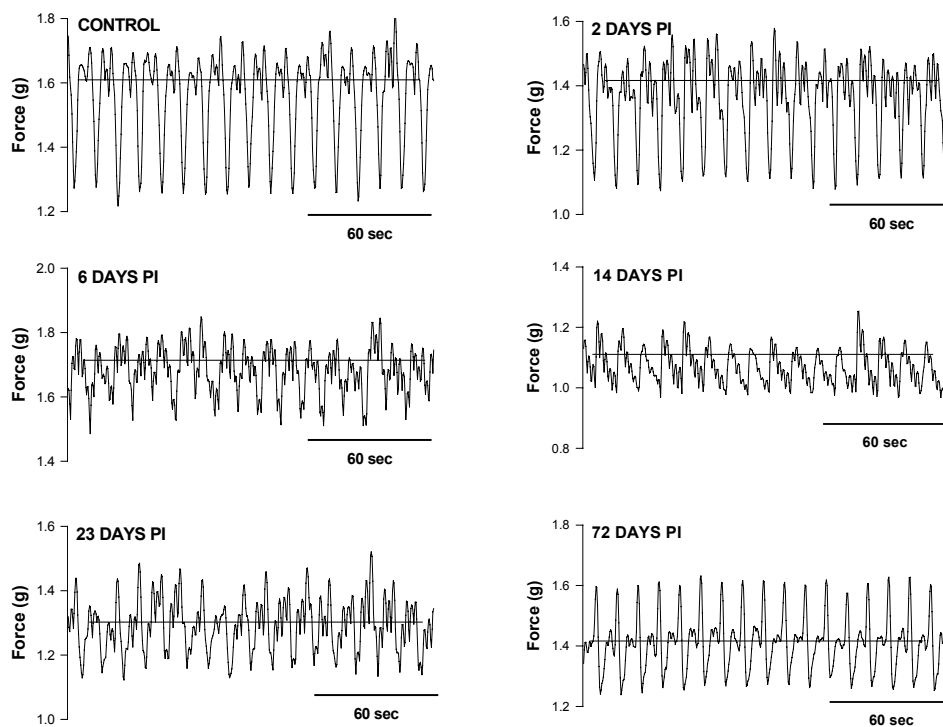 CONTROL
Force (g)
1.8
1.6
1.4
1.2
60 sec
2 DAYS PI
Force (g)
1.6
1.4
1.2
1.0
60 sec
6 DAYS PI
Force (g)
2.0
1.8
1.6
1.4
60 sec
14 DAYS PI
Force (g)
1.4
1.2
1.0
0.8
60 sec
23 DAYS PI
Force (g)
1.6
1.4
1.2
1.0
60 sec
72 DAYS PI
Force (g)
1.8
1.6
1.4
1.2
60 sec